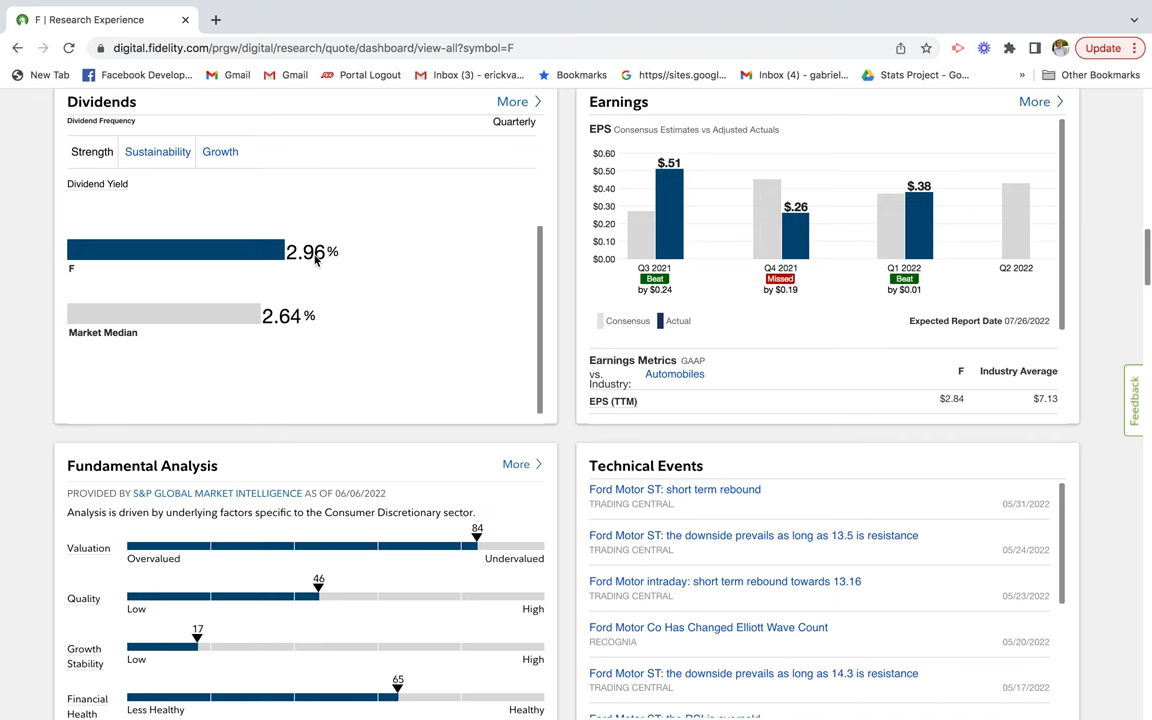 F | Research Experience
digital.fidelity.com/prgw/digital/research/quote/dashboard/view-all?symbol=F
Update
New Tab
Facebook Develop...
Gmail
Gmail
Portal Logout
Inbox (3) - erickva...
Bookmarks
https//sites.googl...
Inbox (4) - gabriel...
Stats Project - Go...
»
Other Bookmarks
Dividends
More
Dividend Frequency
Quarterly
Strength
Sustainability
Growth
Dividend Yield
2.96%
F
2.64%
Market Median
Earnings
More
EPS Consensus Estimates vs Adjusted Actuals
$0.60
$0.50
$0.40
$0.30
$0.20
$0.10
$0.00
$.51
$.26
$.38
Q3 2021
Beat
by $0.24
Q4 2021
Missed
by $0.19
Q1 2022
Beat
by $0.01
Q2 2022
Consensus
Actual
Expected Report Date 07/26/2022
Earnings Metrics GAAP
vs. Industry: Automobiles
F
Industry Average
EPS (TTM)
$2.84
$7.13
Feedback
Fundamental Analysis
More
PROVIDED BY S&P GLOBAL MARKET INTELLIGENCE AS OF 06/06/2022
Analysis is driven by underlying factors specific to the Consumer Discretionary sector.
84
Valuation
Overvalued
Undervalued
46
Quality
Low
High
17
Growth
Stability
Low
High
65
Financial
Health
Less Healthy
Healthy
Technical Events
Ford Motor ST: short term rebound
TRADING CENTRAL
05/31/2022
Ford Motor ST: the downside prevails as long as 13.5 is resistance
TRADING CENTRAL
05/24/2022
Ford Motor intraday: short term rebound towards 13.16
TRADING CENTRAL
05/23/2022
Ford Motor Co Has Changed Elliott Wave Count
RECOGNIA
05/20/2022
Ford Motor ST: the downside prevails as long as 14.3 is resistance
TRADING CENTRAL
05/17/2022